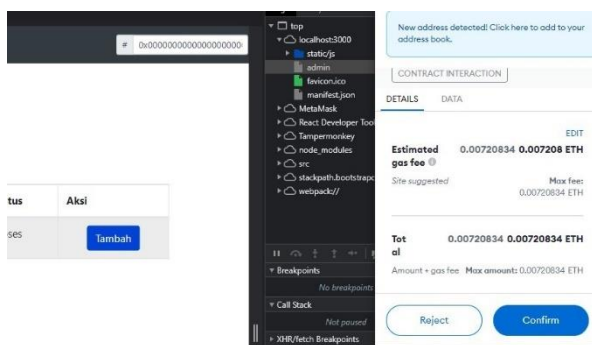 # 0x0000000000000000000
tus Aksi
ses Tambah
top
localhost:3000
static/js
admin
favicon.ico
manifest.json
MetaMask
React Developer Tool
Tampermonkey
node_modules
src
stackpath.bootstrapc
webpack://
Breakpoints
No breakpoints
Call Stack
Not paused
XHR/fetch Breakpoints
New address detected! Click here to add to your
address book.
CONTRACT INTERACTION
DETAILS DATA
EDIT
Estimated 0.00720834 0.007208 ETH
gas fee
Site suggested Max fee:
0.00720834 ETH
Tot 0.00720834 0.00720834 ETH
al
Amount + gas fee Max amount: 0.00720834 ETH
Reject Confirm